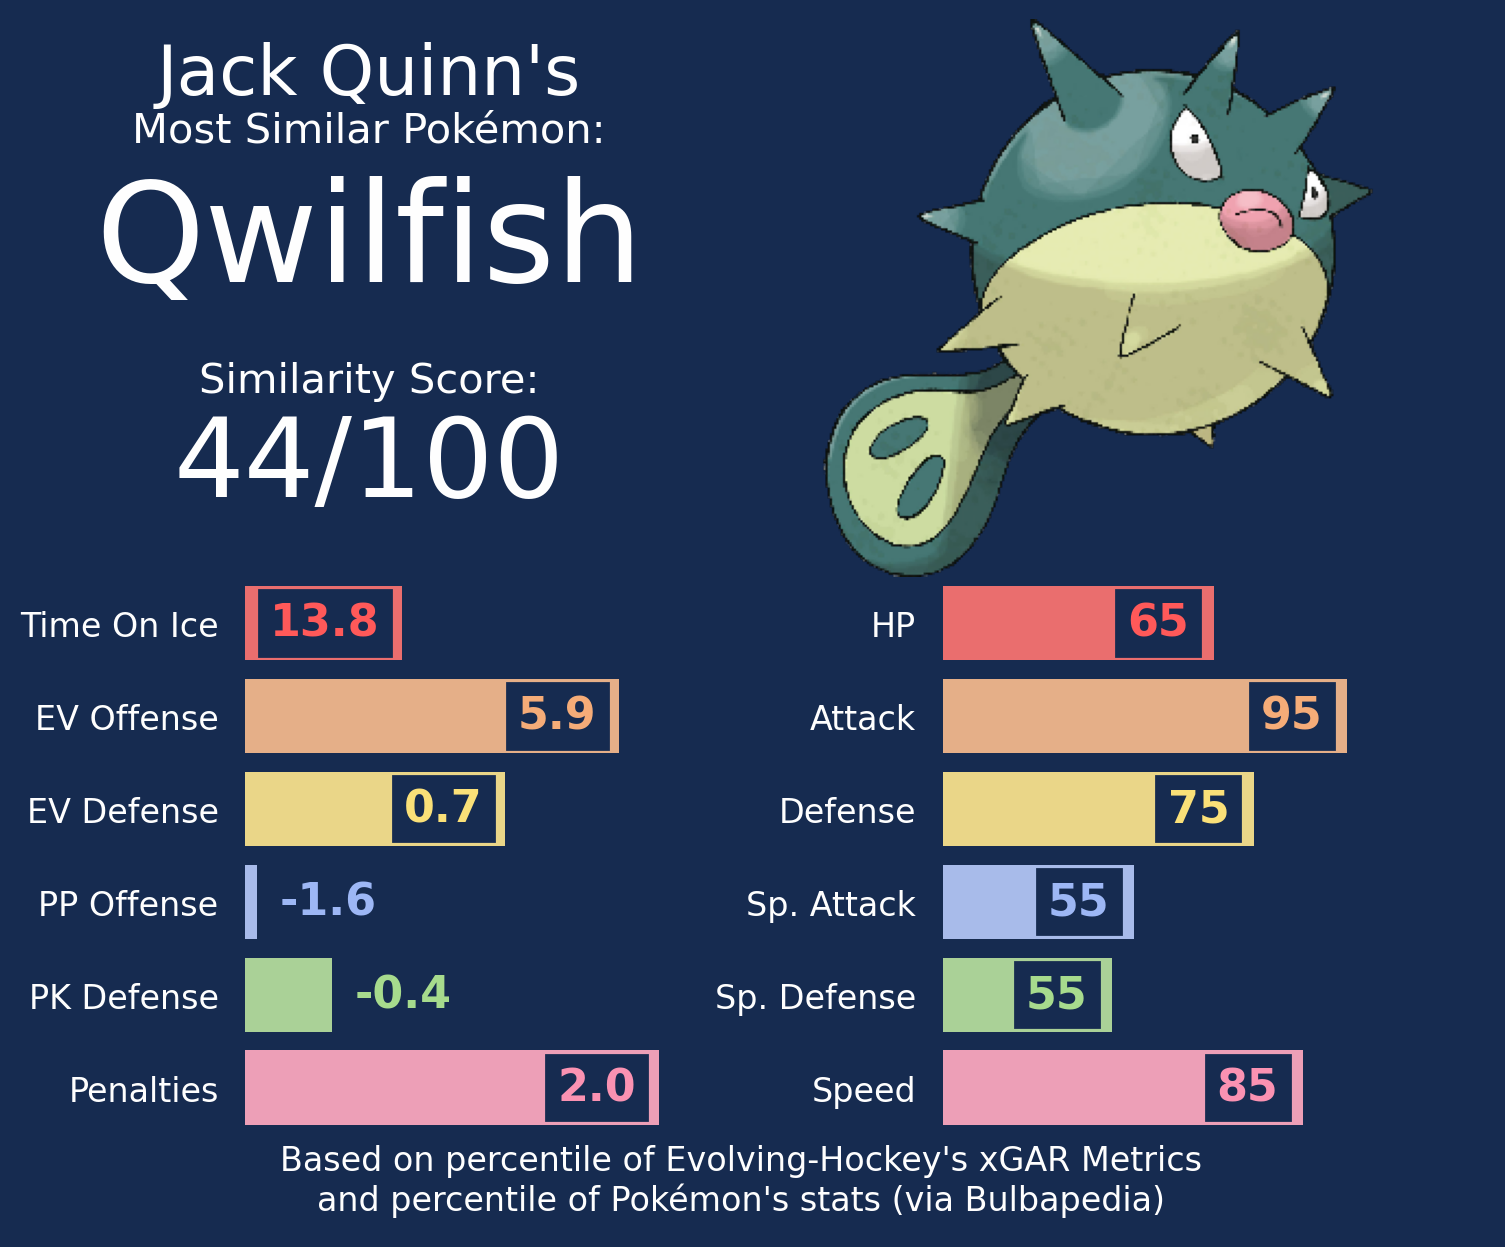 Jack Quinn's
Most Similar Pokémon:
Qwilfish
Similarity Score:
44/100
Time On Ice 13.8
EV Offense 5.9
EV Defense 0.7
PP Offense -1.6
PK Defense -0.4
Penalties 2.0
HP 65
Attack 95
Defense 75
Sp. Attack 55
Sp. Defense 55
Speed 85
Based on percentile of Evolving-Hockey's xGAR Metrics
and percentile of Pokémon's stats (via Bulbapedia)